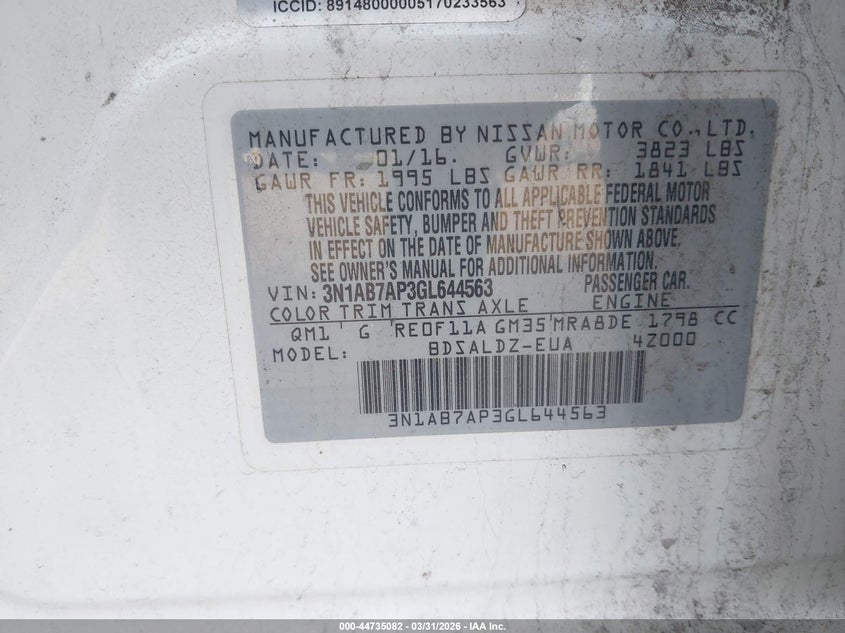 ICCID: 89148000005170233563
MANUFACTURED BY NISSAN MOTOR CO., LTD.
DATE: 01/16. GVWR: 3823 LBS
GAWR FR: 1995 LBS GAWR RR: 1841 LBS
THIS VEHICLE CONFORMS TO ALL APPLICABLE FEDERAL MOTOR
VEHICLE SAFETY, BUMPER AND THEFT PREVENTION STANDARDS
IN EFFECT ON THE DATE OF MANUFACTURE SHOWN ABOVE.
SEE OWNER'S MANUAL FOR ADDITIONAL INFORMATION.
VIN: 3N1AB7AP3GL644563 PASSENGER CAR.
COLOR TRIM TRANS AXLE ENGINE
QM1 G RE0F11A GM35 MRA8DE 1798 CC
MODEL: BDSALDZ-EUA 4Z000
3N1AB7AP3GL644563
000-44735082 - 03/31/2026 - IAA Inc.